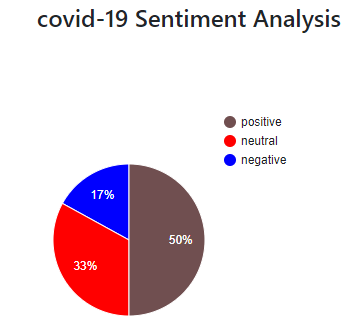 covid-19 Sentiment Analysis
positive
neutral
negative
17%
50%
33%